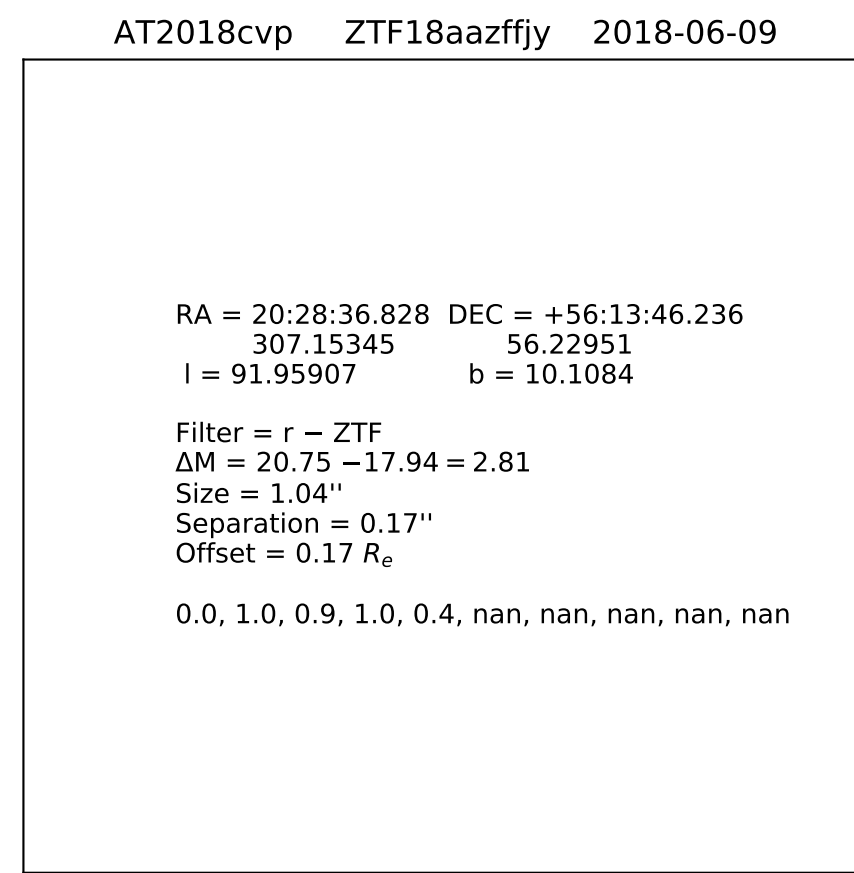 AT2018cvp ZTF18aazffjy 2018-06-09
RA = 20:28:36.828 DEC = +56:13:46.236
307.15345 56.22951
l = 91.95907 b = 10.1084
Filter = r − ZTF
ΔM = 20.75 −17.94 = 2.81
Size = 1.04''
Separation = 0.17''
Offset = 0.17 Re
0.0, 1.0, 0.9, 1.0, 0.4, nan, nan, nan, nan, nan